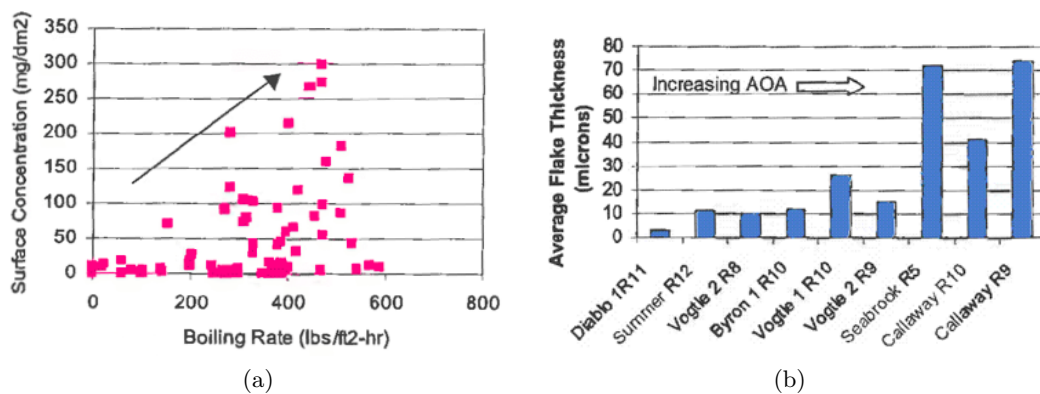 350
300
250
200
150
100
50
0
Surface Concentration (mg/dm2)
0 200 400 600 800
Boiling Rate (lbs/ft2-hr)
(a)
80
70
60
50
40
30
20
10
0
Average Flake Thickness
(microns)
Increasing AOA
Diablo 1R11
Summer R12
Vogtle 2 R8
Byron 1 R10
Vogtle 1 R10
Vogtle 2 R9
Seabrook R5
Callaway R10
Callaway R9
(b)